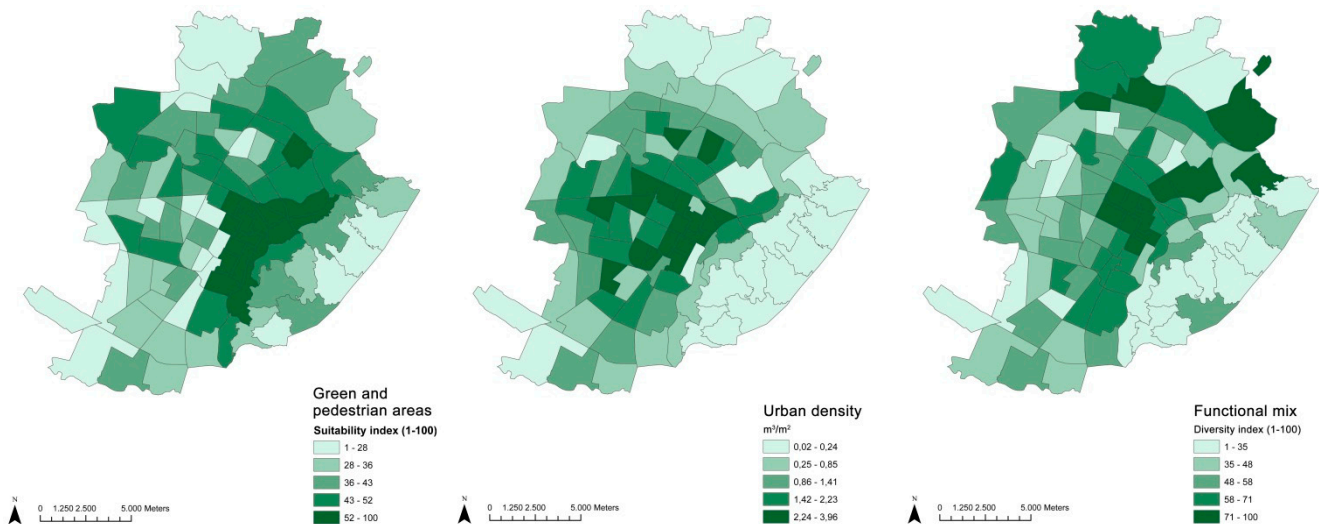 Green and
pedestrian areas
Suitability index (1-100)
1 - 28
28 - 36
36 - 43
43 - 52
52 - 100
N
0 1.250 2.500 5.000 Meters
Urban density
m³/m²
0,02 - 0,24
0,25 - 0,85
0,86 - 1,41
1,42 - 2,23
2,24 - 3,96
N
0 1.250 2.500 5.000 Meters
Functional mix
Diversity index (1-100)
1 - 35
35 - 48
48 - 58
58 - 71
71 - 100
N
0 1.250 2.500 5.000 Meters